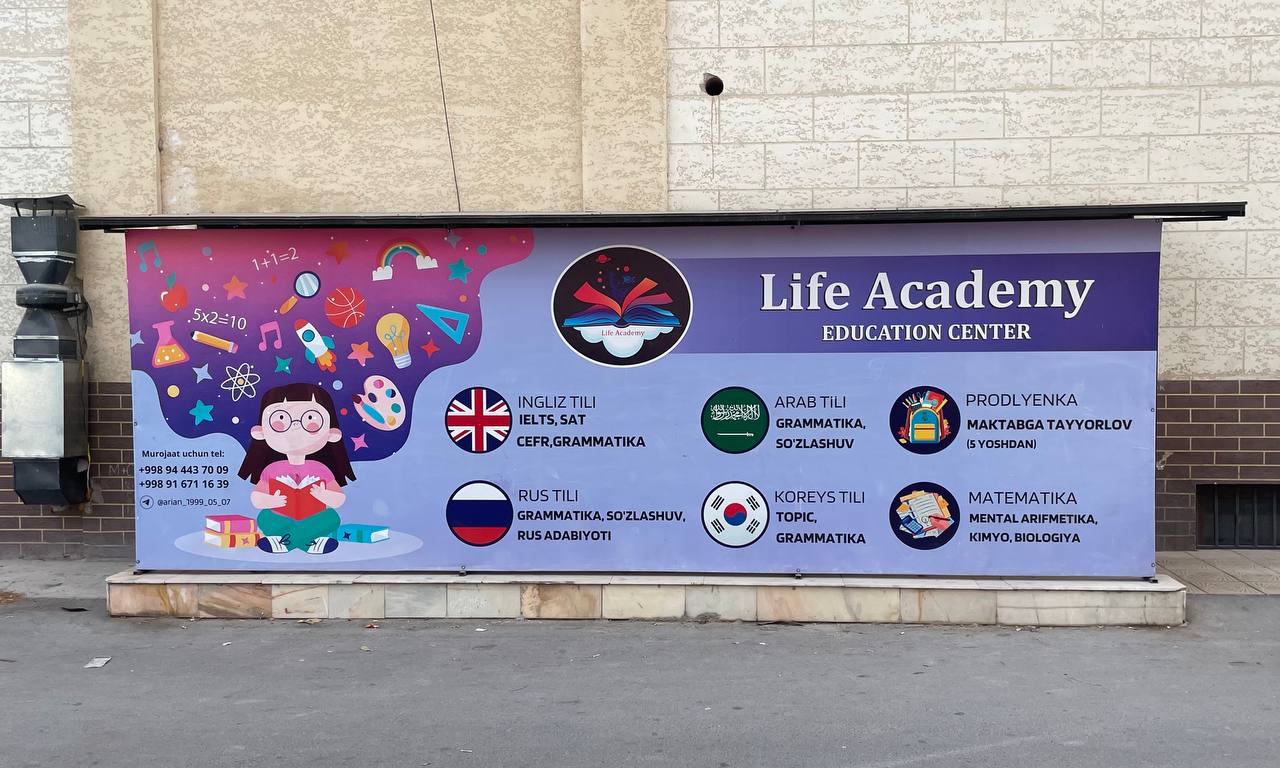 1+1=2
5x2=10
Life Academy
Life Academy
EDUCATION CENTER
INGLIZ TILI
IELTS, SAT
CEFR,GRAMMATIKA
ARAB TiLI
GRAMMATIKA,
SO'ZLASHUV
PRODLYENKA
MAKTABGA TAYYORLOV
(5 YOSHDAN)
RUS TILI
GRAMMATIKA, SO'ZLASHUV,
RUS ADABIYOTI
KOREYS TILI
TOPIC,
GRAMMATIKA
MATEMATIKA
MENTAL ARIFMETIKA,
KIMYO, BIOLOGIYA
Murojaat uchun tel:
+998 94 443 70 09
+998 91 671 16 39
@arian_1999_05_07